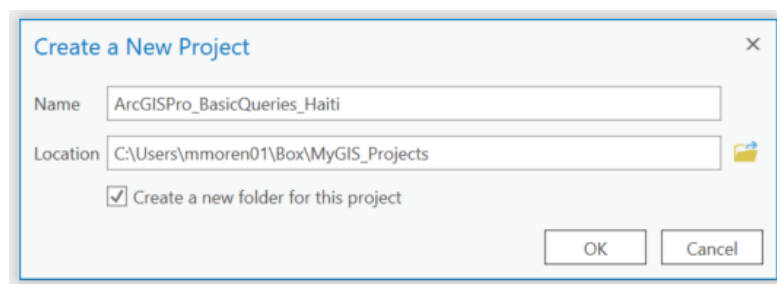 Create a New Project
Name ArcGISPro_BasicQueries_Haiti
Location C:\Users\mmoren01\Box\MyGIS_Projects
Create a new folder for this project
OK Cancel